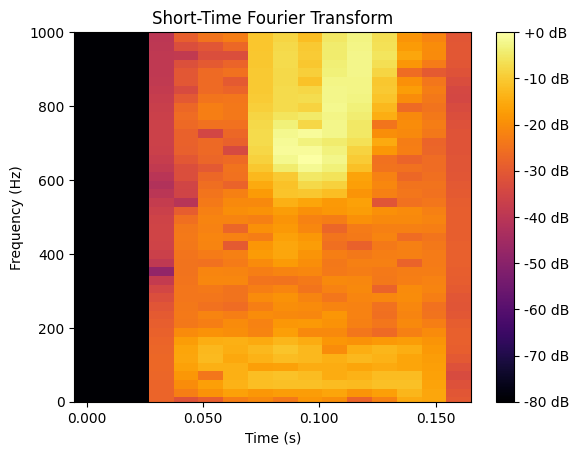 Short-Time Fourier Transform
1000
800
600
400
200
0
Frequency (Hz)
0.000
0.050
0.100
0.150
Time (s)
+0 dB
-10 dB
-20 dB
-30 dB
-40 dB
-50 dB
-60 dB
-70 dB
-80 dB